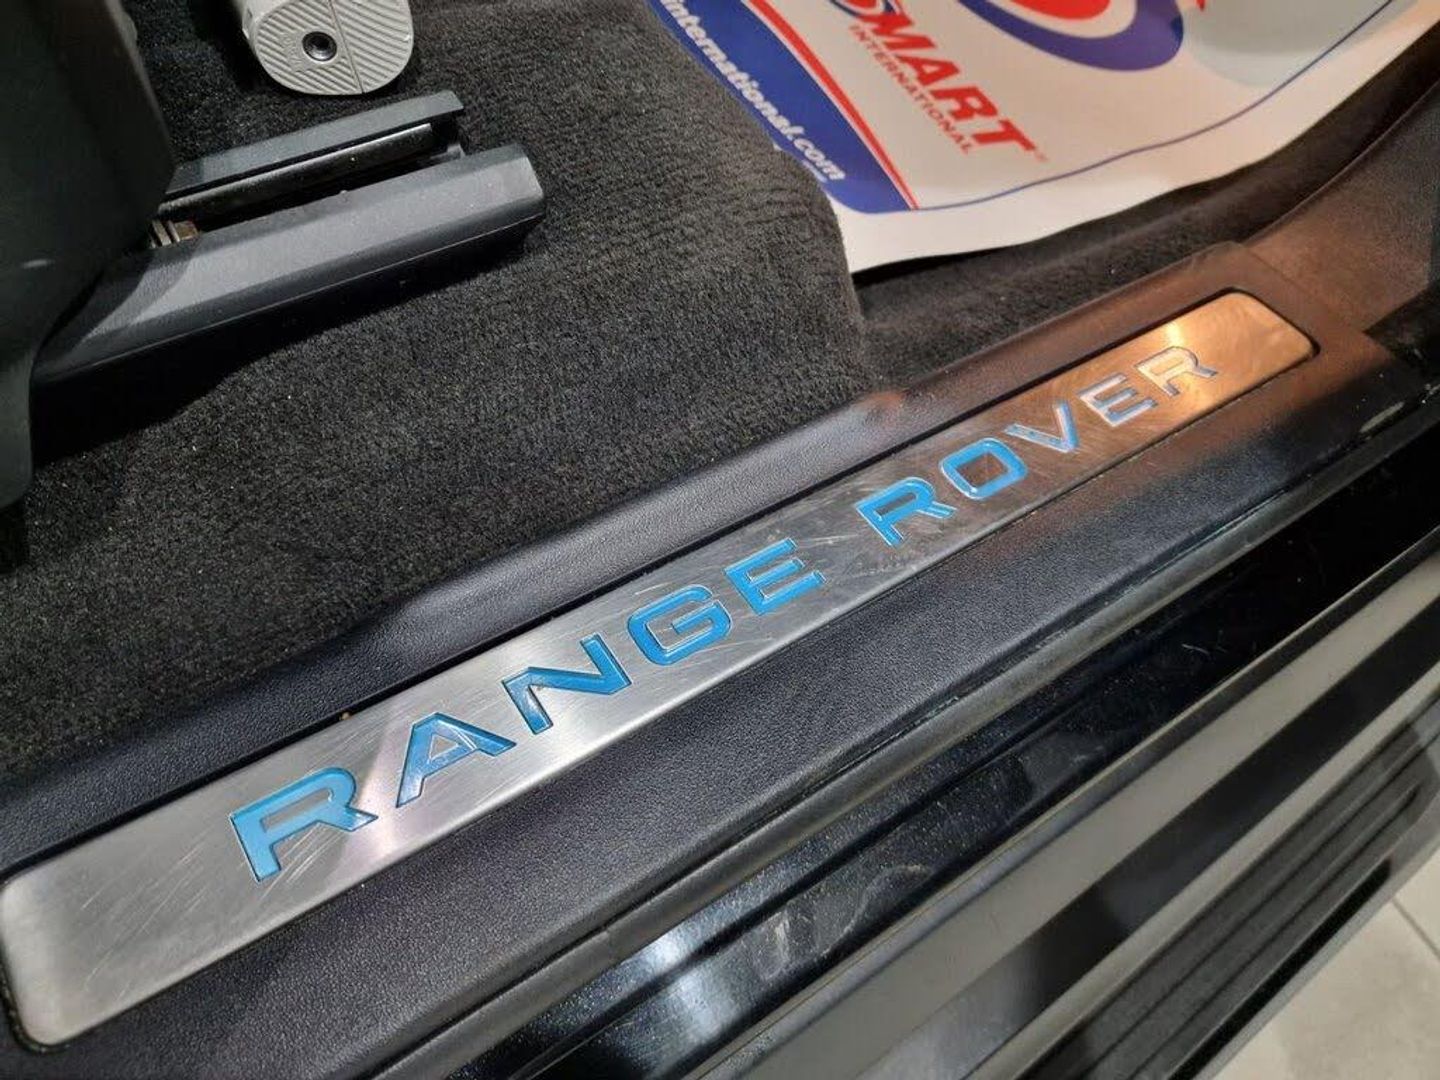 MART
INTERNATIONAL
international.com
RANGE ROVER